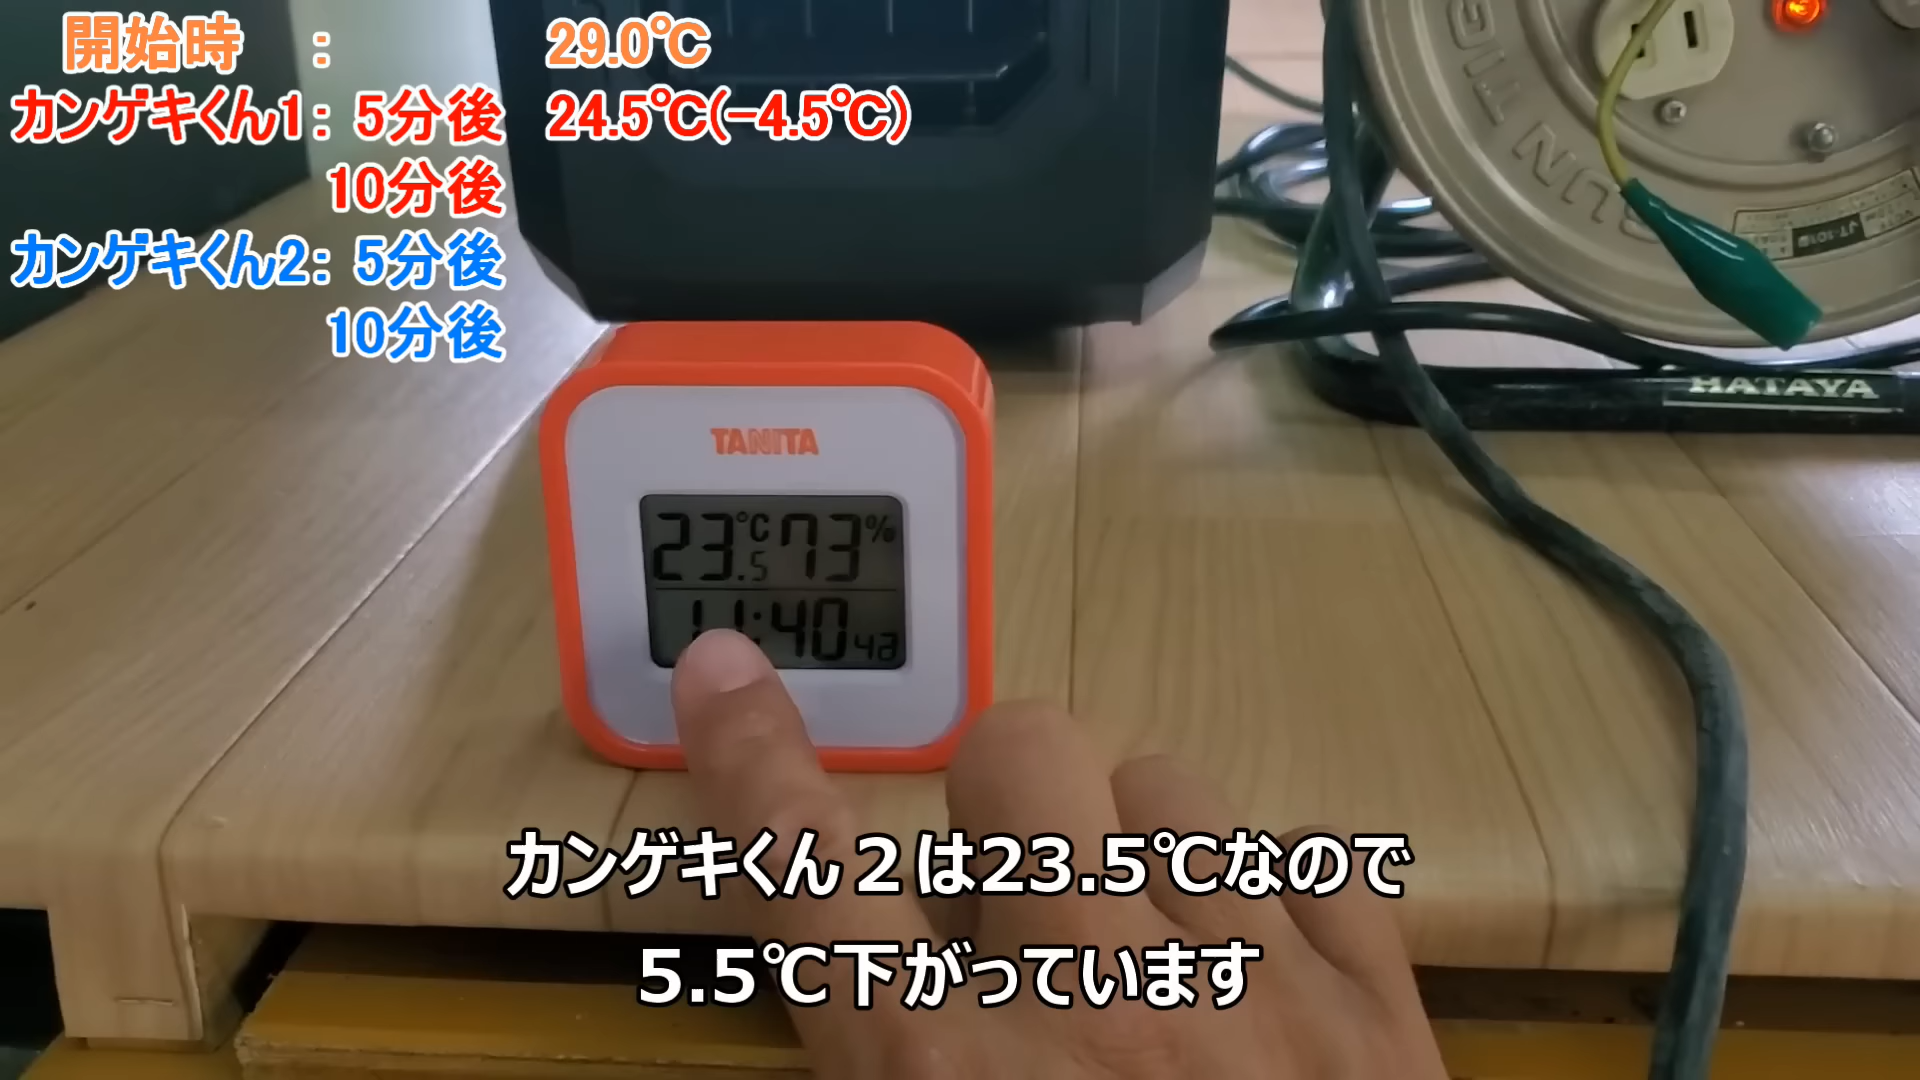 開始時 : 29.0℃
カンゲキくん1: 5分後 24.5℃(-4.5℃)
10分後
カンゲキくん2: 5分後
10分後
TANITA
23.5℃ 73%
11:40 42
HATAYA
カンゲキくん２は23.5℃なので
5.5℃下がっています